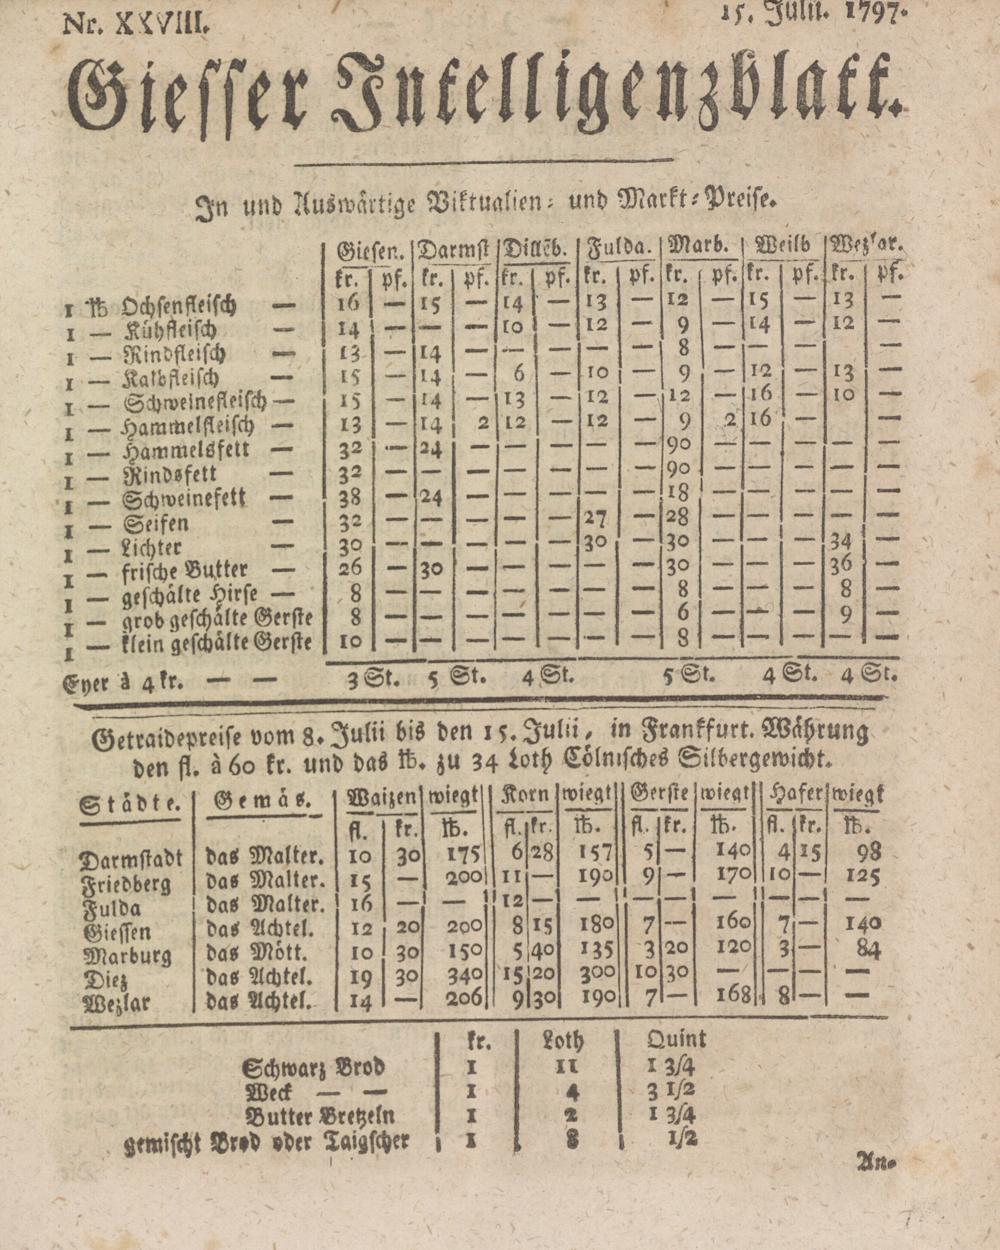 Nr. XXVIII. 15. Julii. 1797.
Giesser Intelligenzblatt.
In und Auswärtige Viktualien- und Markt-Preise.
Giesen. Darmst Dillēb. Fulda. Marb. Weilb Wezlar.
kr. pf. kr. pf. kr. pf. kr. pf. kr. pf. kr. pf. kr. pf.
1 ℔ Ochsenfleisch — 16 — 15 — 14 — 13 — 12 — 15 — 13 —
1 — Kühfleisch — 14 — — — 10 — 12 — 9 — 14 — 12 —
1 — Rindfleisch — 13 — 14 — — — — — 8 — — — —
1 — Kalbfleisch — 15 — 14 — 6 — 10 — 9 — 12 — 13 —
1 — Schweinefleisch — 15 — 14 — 13 — 12 — 12 — 16 — 10 —
1 — Hammelfleisch — 13 — 14 2 12 — 12 — 9 2 16 —
1 — Hammelsfett — 32 — 24 — — — — — 90 — — — — —
1 — Rindsfett — 32 — — — — — — — 90 — — — — —
1 — Schweinefett — 38 — 24 — — — — — 18 — — — — —
1 — Seifen — 32 — — — — — 27 — 28 — — — — —
1 — Lichter — 30 — — — — — 30 — 30 — — — 34 —
1 — frische Butter — 26 — 30 — — — — — 30 — — — 36 —
1 — geschälte Hirse — 8 — — — — — — — 8 — — — 8 —
1 — grob geschälte Gerste 8 — — — — — — — 6 — — — 9 —
1 — klein geschälte Gerste 10 — — — — — — — 8 — — — — —
Eyer à 4 kr. — — 3 St. 5 St. 4 St. 5 St. 4 St. 4 St.
Getraidepreise vom 8. Julii bis den 15. Julii, in Frankfurt. Währung
den fl. à 60 kr. und das ℔. zu 34 Loth Cölnisches Silbergewicht.
Städte. Gemäs. Waizen wiegt Korn wiegt Gerste wiegt Hafer wiegt
fl. kr. ℔. fl. kr. ℔. fl. kr. ℔. fl. kr. ℔.
Darmstadt das Malter. 10 30 175 6 28 157 5 — 140 4 15 98
Friedberg das Malter. 15 — 200 11 — 190 9 — 170 10 — 125
Fulda das Malter. 16 — — 12 — — — — — — — —
Giessen das Achtel. 12 20 200 8 15 180 7 — 160 7 — 140
Marburg das Mött. 10 30 150 5 40 135 3 20 120 3 — 84
Diez das Achtel. 19 30 340 15 20 300 10 30 — — — —
Wezlar das Achtel. 14 — 206 9 30 190 7 — 168 8 — —
kr. Loth Quint
Schwarz Brod 1 11 1 3/4
Weck — — 1 4 3 1/2
Butter Bretzeln 1 2 1 3/4
gemischt Brod oder Taigscher 1 8 1/2
An-